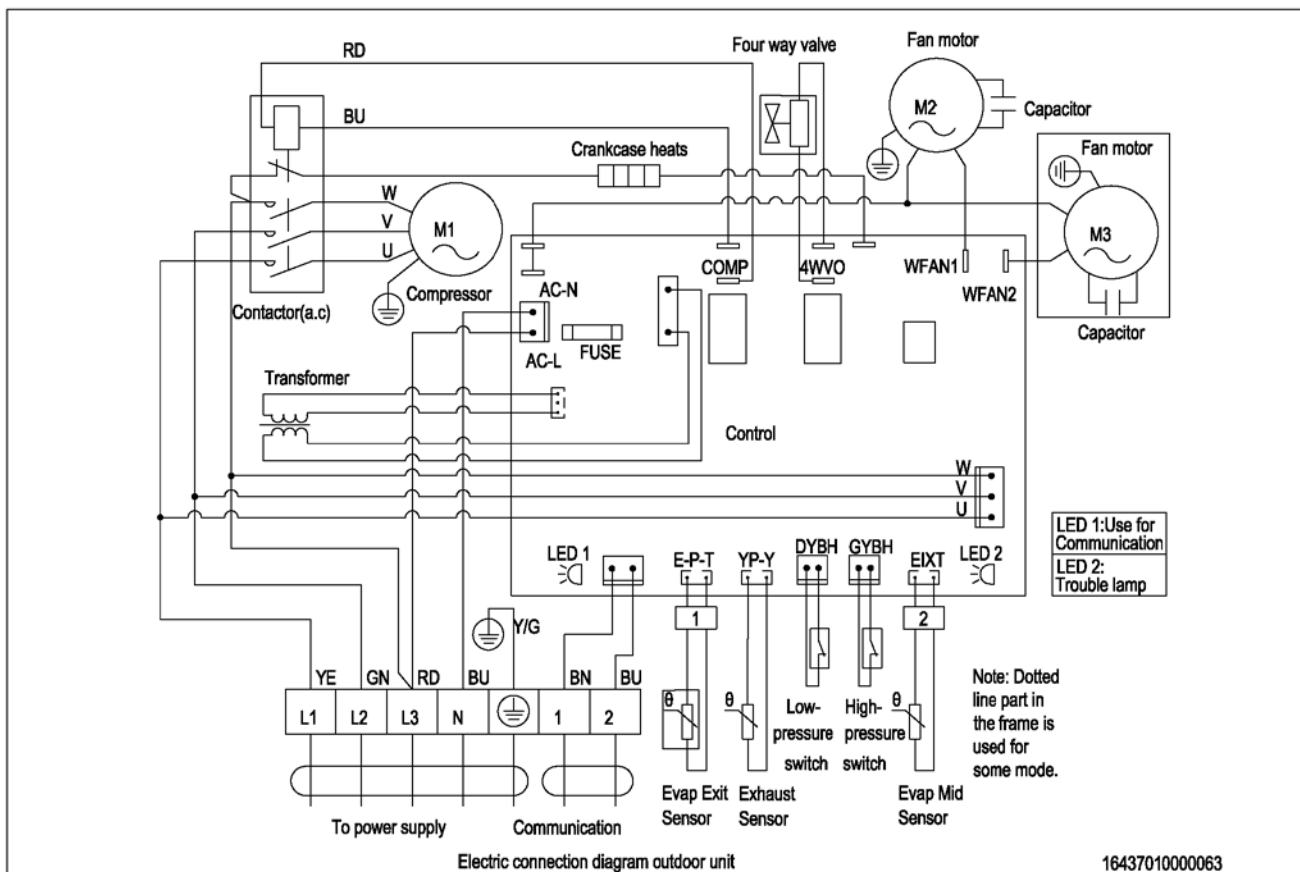 RD
Four way valve
Fan motor
M2
Capacitor
BU
Crankcase heats
Fan motor
M3
Capacitor
W
V
U
M1
Compressor
Contactor(a.c)
COMP
4WVO
WFAN1
WFAN2
AC-N
AC-L
FUSE
Transformer
Control
W
V
U
LED 1:Use for
Communication
LED 2:
Trouble lamp
LED 1
E-P-T
YP-Y
DYBH
GYBH
EIXT
LED 2
1
2
Y/G
YE
GN
RD
BU
BN
BU
L1
L2
L3
N
1
2
θ
θ
θ
Low-
pressure
switch
High-
pressure
switch
Note: Dotted
line part in
the frame is
used for
some mode.
Evap Exit
Sensor
Exhaust
Sensor
Evap Mid
Sensor
To power supply
Communication
Electric connection diagram outdoor unit
16437010000063